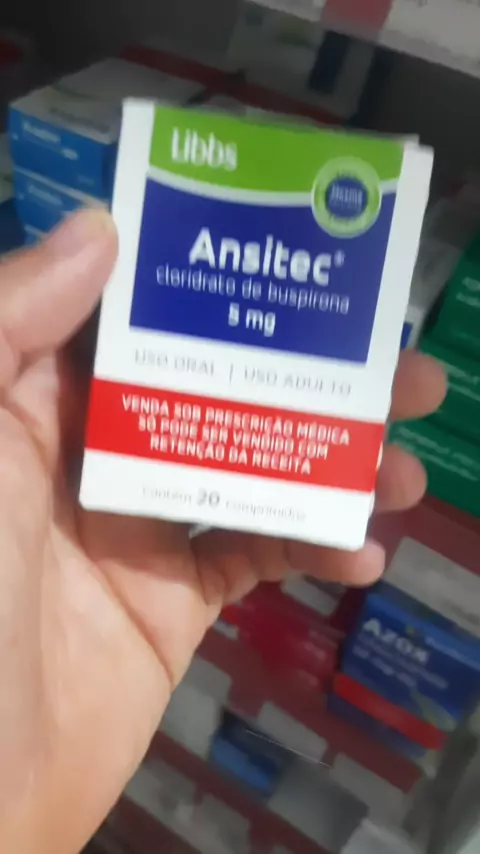 Libbs
Ansitec®
cloridrato de buspirona
5 mg
USO ORAL | USO ADULTO
VENDA SOB PRESCRIÇÃO MÉDICA
SÓ PODE SER VENDIDO COM
RETENÇÃO DA RECEITA
Contém 20 comprimidos
AZOX